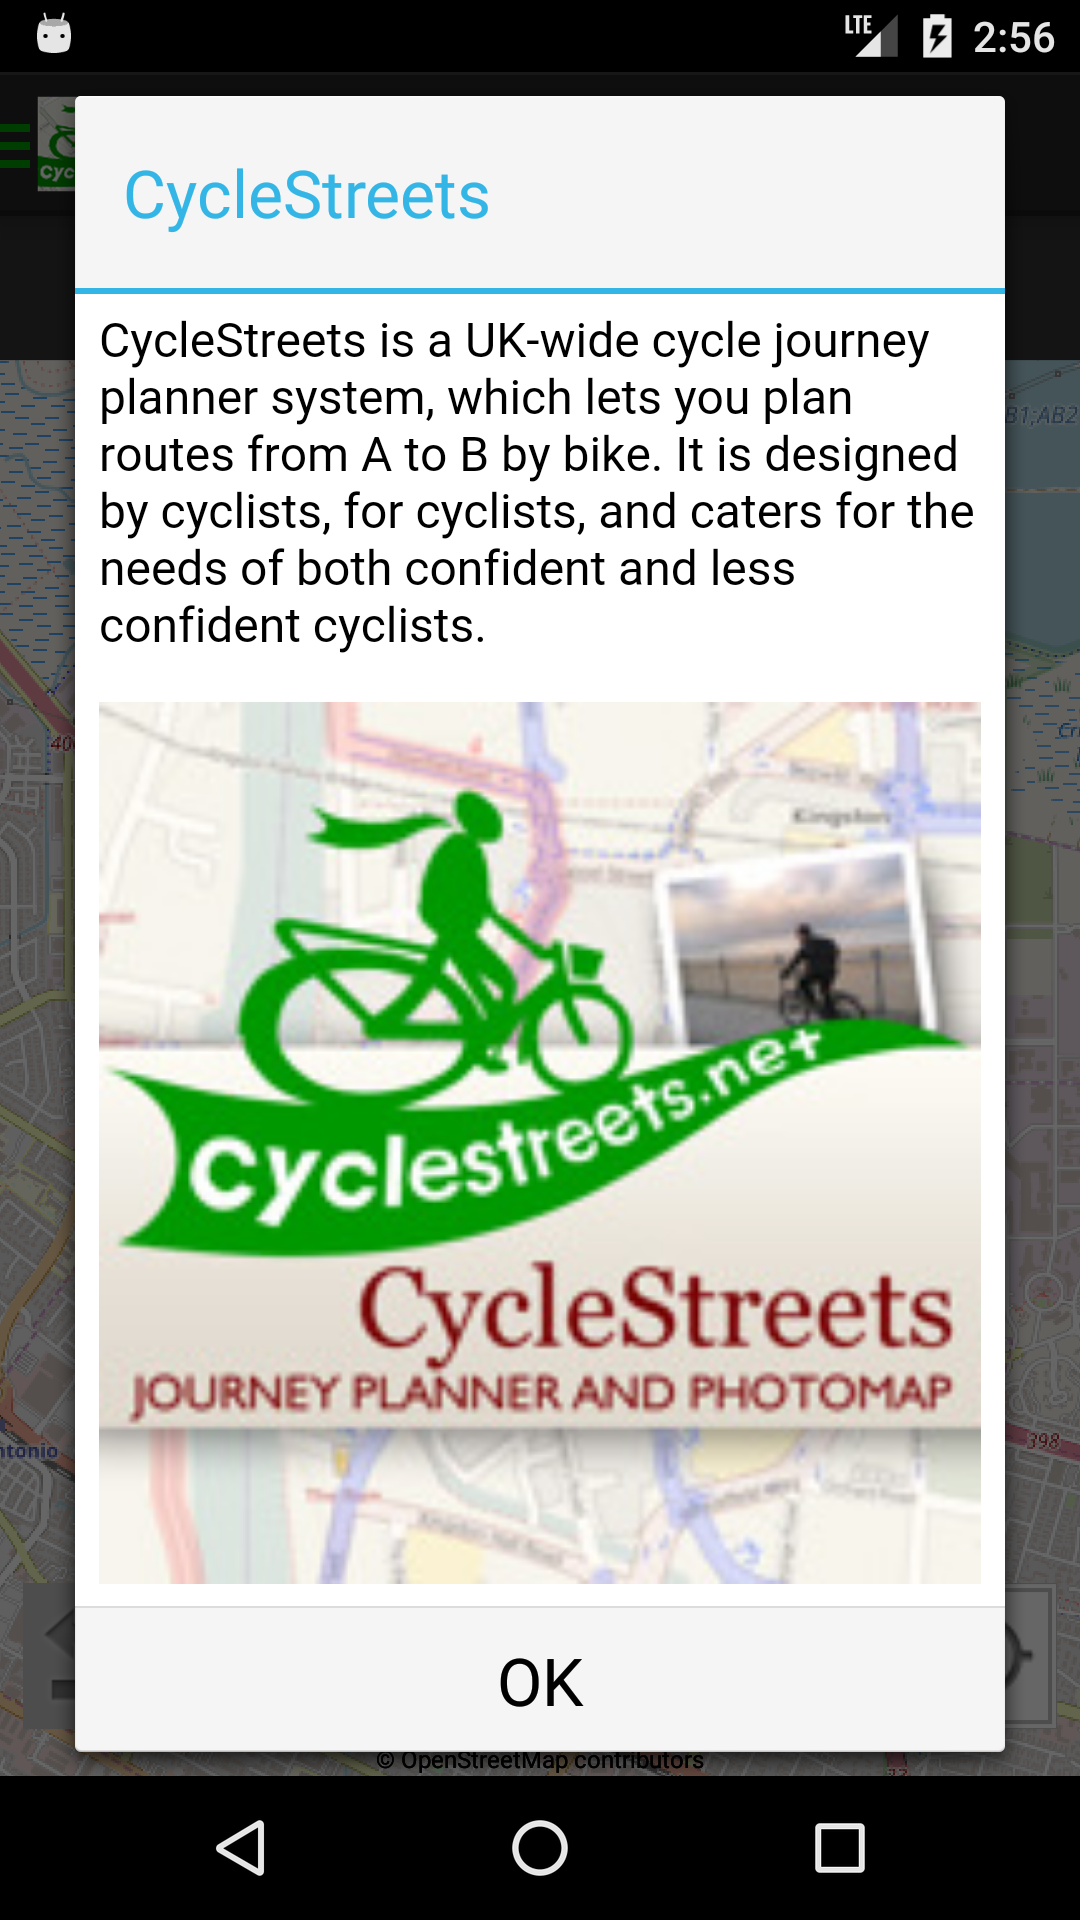 LTE 2:56
Cyc
CycleStreets
CycleStreets is a UK-wide cycle journey
planner system, which lets you plan
routes from A to B by bike. It is designed
by cyclists, for cyclists, and caters for the
needs of both confident and less
confident cyclists.
B1;AB2
40
Kingston
Cyclestreets.net
CycleStreets
JOURNEY PLANNER AND PHOTOMAP
ntonio
398
OK
© OpenStreetMap contributors